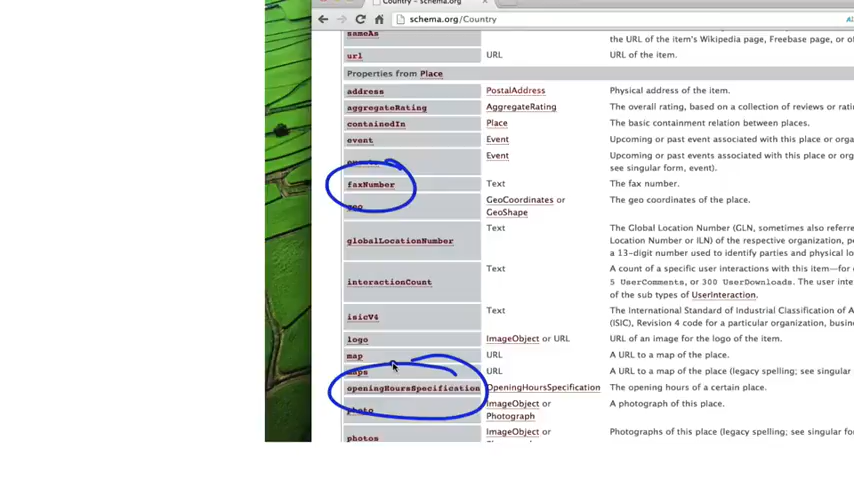 Country - schema.org
schema.org/Country
sameAs the URL of the item's Wikipedia page, Freebase page, or
url URL URL of the item.
Properties from Place
address PostalAddress Physical address of the item.
aggregateRating AggregateRating The overall rating, based on a collection of reviews or
containedIn Place The basic containment relation between places.
event Event Upcoming or past event associated with this place or
events Event Upcoming or past events associated with this place or
see singular form, event).
faxNumber Text The fax number.
geo GeoCoordinates or The geo coordinates of the place.
GeoShape
globalLocationNumber Text The Global Location Number (GLN, sometimes also
Location Number or ILN) of the respective organization,
a 13-digit number used to identify parties and physical
interactionCount Text A count of a specific user interactions with this item—for
5 UserComments, or 300 UserDownloads. The user
of the sub types of UserInteraction.
isicV4 Text The International Standard of Industrial Classification of
(ISIC), Revision 4 code for a particular organization,
logo ImageObject or URL URL of an image for the logo of the item.
map URL A URL to a map of the place.
maps URL A URL to a map of the place (legacy spelling; see singular
openingHoursSpecification OpeningHoursSpecification The opening hours of a certain place.
photo ImageObject or A photograph of this place.
Photograph
photos ImageObject or Photographs of this place (legacy spelling; see singular